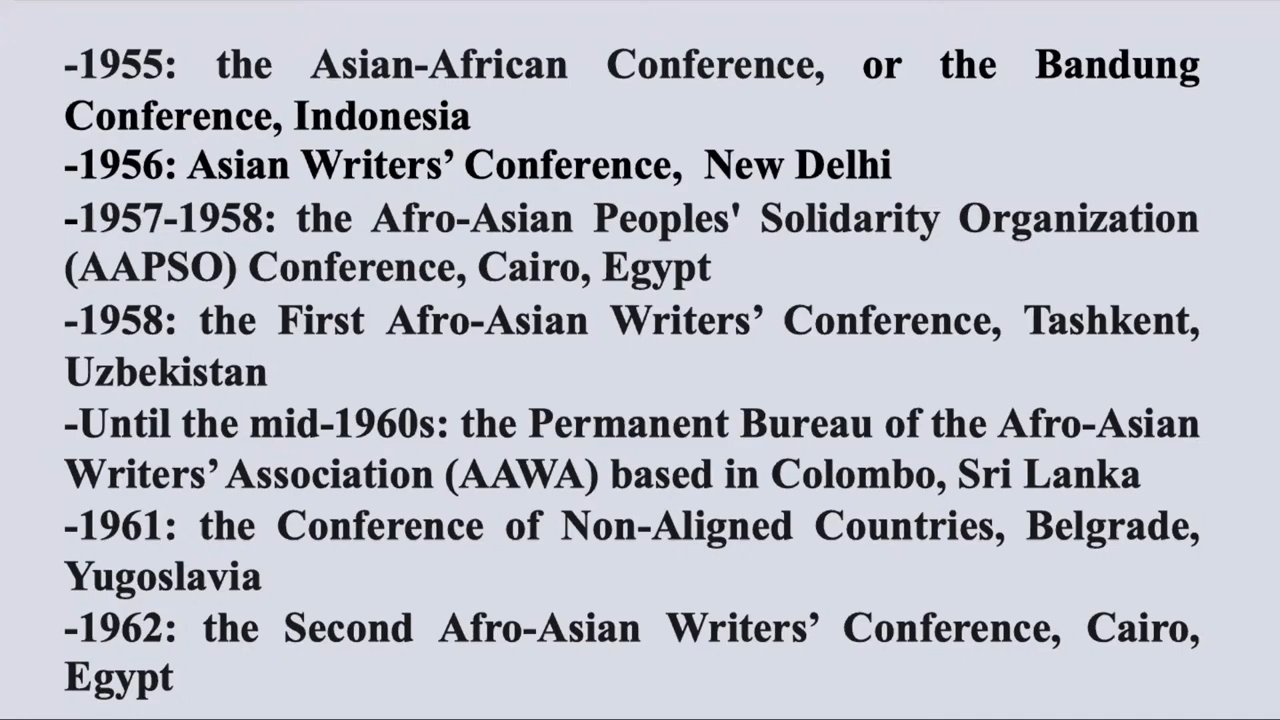 -1955: the Asian-African Conference, or the Bandung
Conference, Indonesia
-1956: Asian Writers’ Conference, New Delhi
-1957-1958: the Afro-Asian Peoples' Solidarity Organization
(AAPSO) Conference, Cairo, Egypt
-1958: the First Afro-Asian Writers’ Conference, Tashkent,
Uzbekistan
-Until the mid-1960s: the Permanent Bureau of the Afro-Asian
Writers’ Association (AAWA) based in Colombo, Sri Lanka
-1961: the Conference of Non-Aligned Countries, Belgrade,
Yugoslavia
-1962: the Second Afro-Asian Writers’ Conference, Cairo,
Egypt